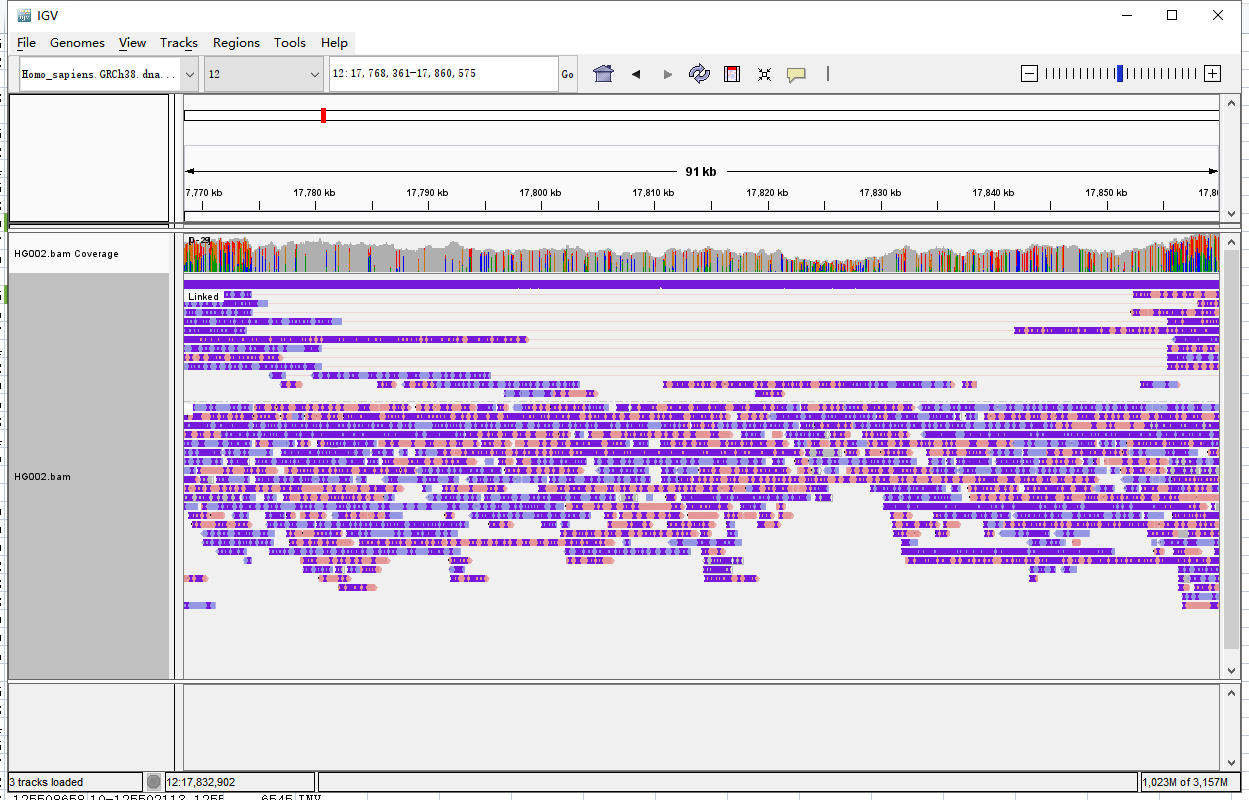 IGV
File Genomes View Tracks Regions Tools Help
Homo_sapiens.GRCh38.dna... 12 12:17,768,361-17,860,575 Go
91 kb
7,770 kb 17,780 kb 17,790 kb 17,800 kb 17,810 kb 17,820 kb 17,830 kb 17,840 kb 17,850 kb 17,8
HG002.bam Coverage
Linked
HG002.bam
3 tracks loaded 12:17,832,902 1,023M of 3,157M